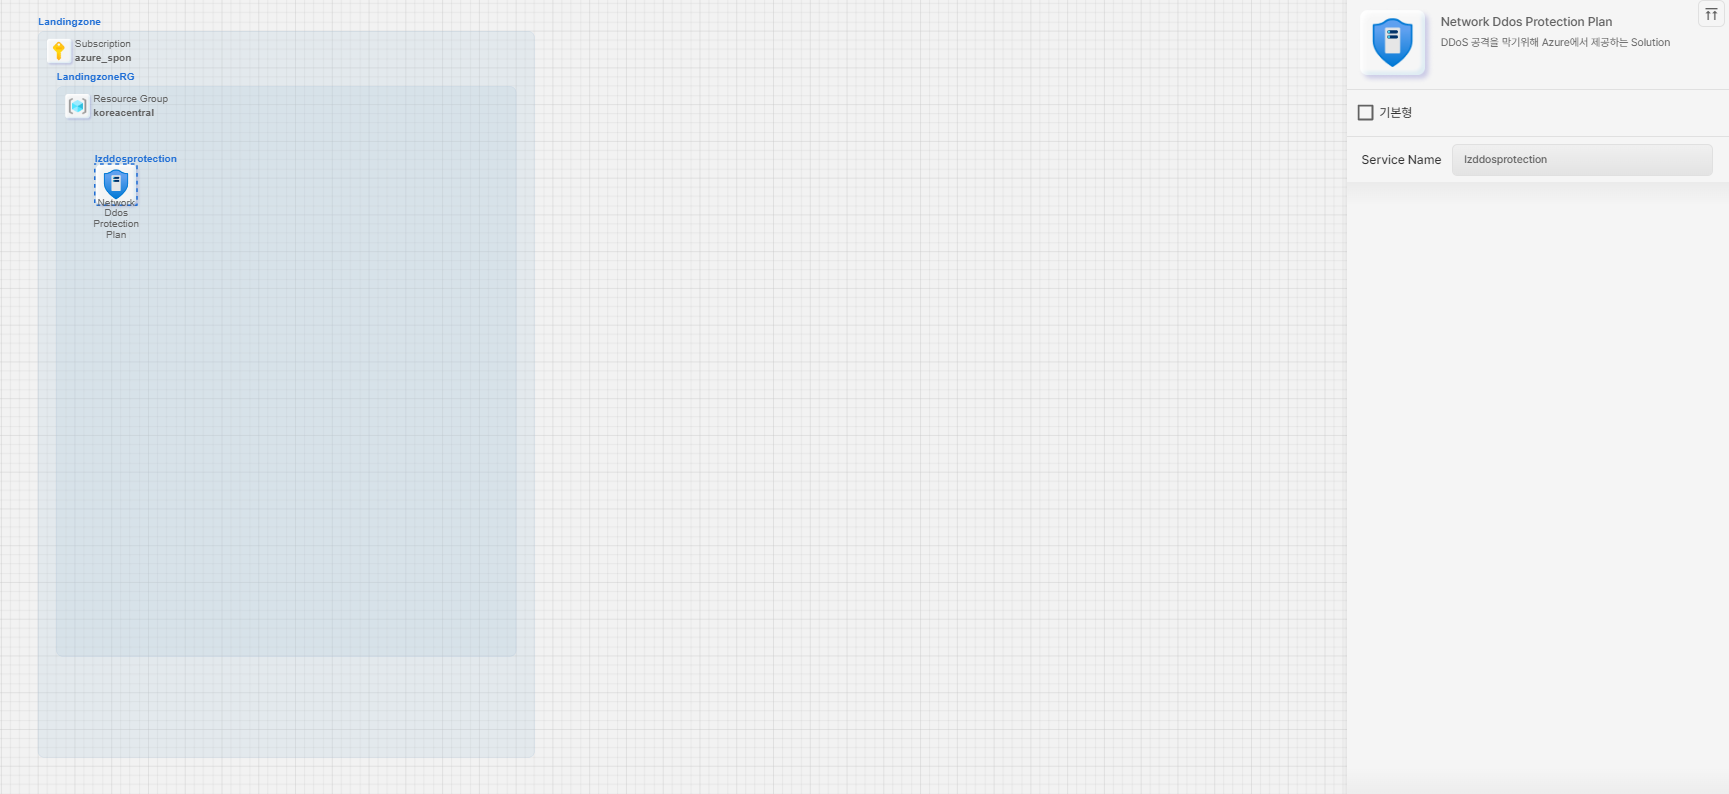 Landingzone
Subscription
azure_spon
LandingzoneRG
Resource Group
koreacentral
lzddosprotection
Network
Ddos
Protection
Plan
Network Ddos Protection Plan
DDoS 공격을 막기위해 Azure에서 제공하는 Solution
기본형
Service Name
lzddosprotection